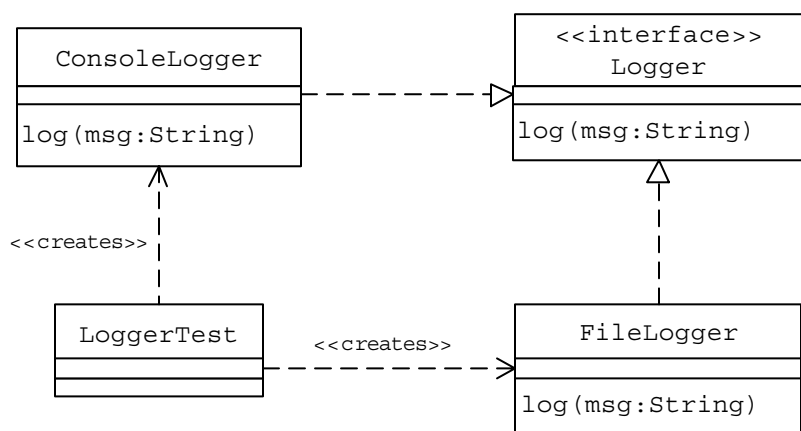 ConsoleLogger
log(msg:String)
<<interface>>
Logger
log(msg:String)
<<creates>>
LoggerTest
<<creates>>
FileLogger
log(msg:String)